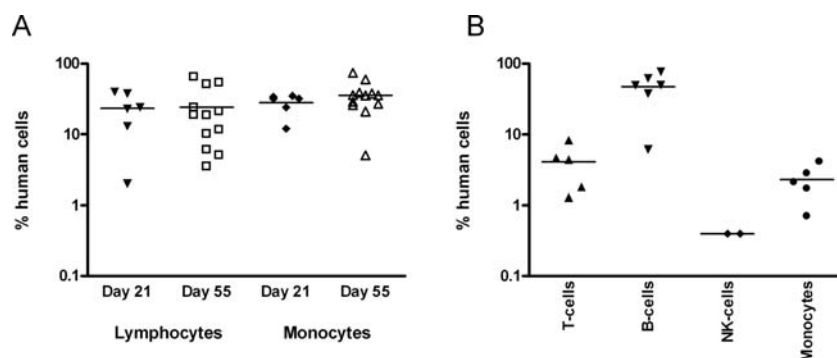 A
% human cells
100
10
1
0.1
Day 21 Day 55 Day 21 Day 55
Lymphocytes Monocytes
B
% human cells
100
10
1
0.1
T-cells
B-cells
NK-cells
Monocytes